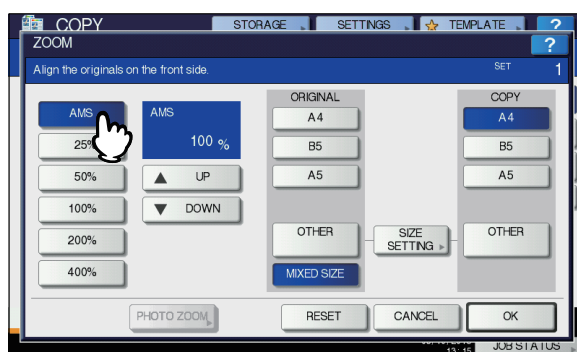 COPY STORAGE SETTINGS TEMPLATE ?
ZOOM ?
Align the originals on the front side. SET 1
ORIGINAL COPY
AMS AMS A4 A4
25% 100 % B5 B5
50% UP A5 A5
100% DOWN
200% OTHER SIZE SETTING OTHER
400% MIXED SIZE
PHOTO ZOOM RESET CANCEL OK
JOB STATUS